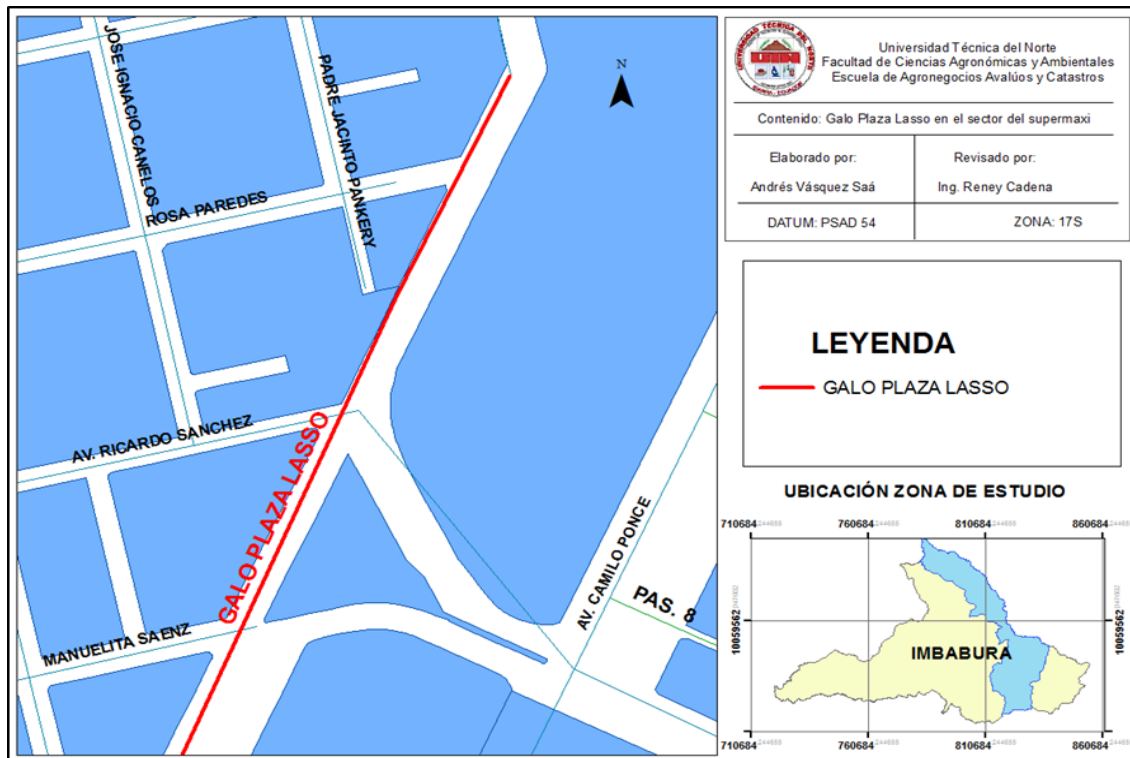 JOSE IGNACIO CANELOS
PADRE JACINTO PANKERY
N
ROSA PAREDES
AV. RICARDO SANCHEZ
GALO PLAZA LASSO
MANUELITA SAENZ
AV. CAMILO PONCE
PAS. 8
Universidad Técnica del Norte
Facultad de Ciencias Agronómicas y Ambientales
Escuela de Agronegocios Avalúos y Catastros
Contenido: Galo Plaza Lasso en el sector del supermaxi
Elaborado por:
Andrés Vásquez Saá
Revisado por:
Ing. Reney Cadena
DATUM: PSAD 54
ZONA: 17S
LEYENDA
GALO PLAZA LASSO
UBICACIÓN ZONA DE ESTUDIO
710684 760684 810684 860684
10059562 10059562
IMBABURA
710684 760684 810684 860684